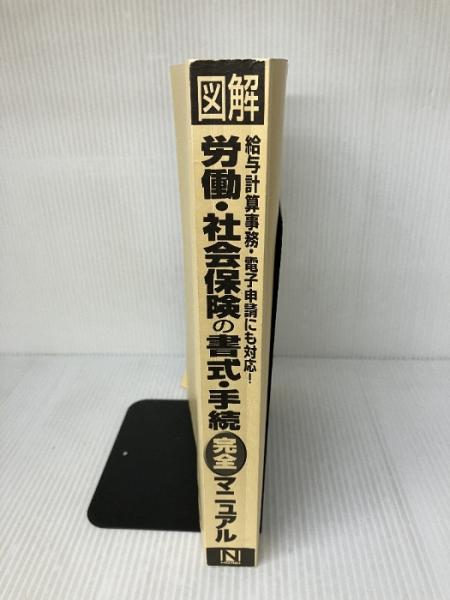 図解
給与計算事務・電子申請にも対応!
労働・社会保険の書式・手続
完全
マニュアル
N